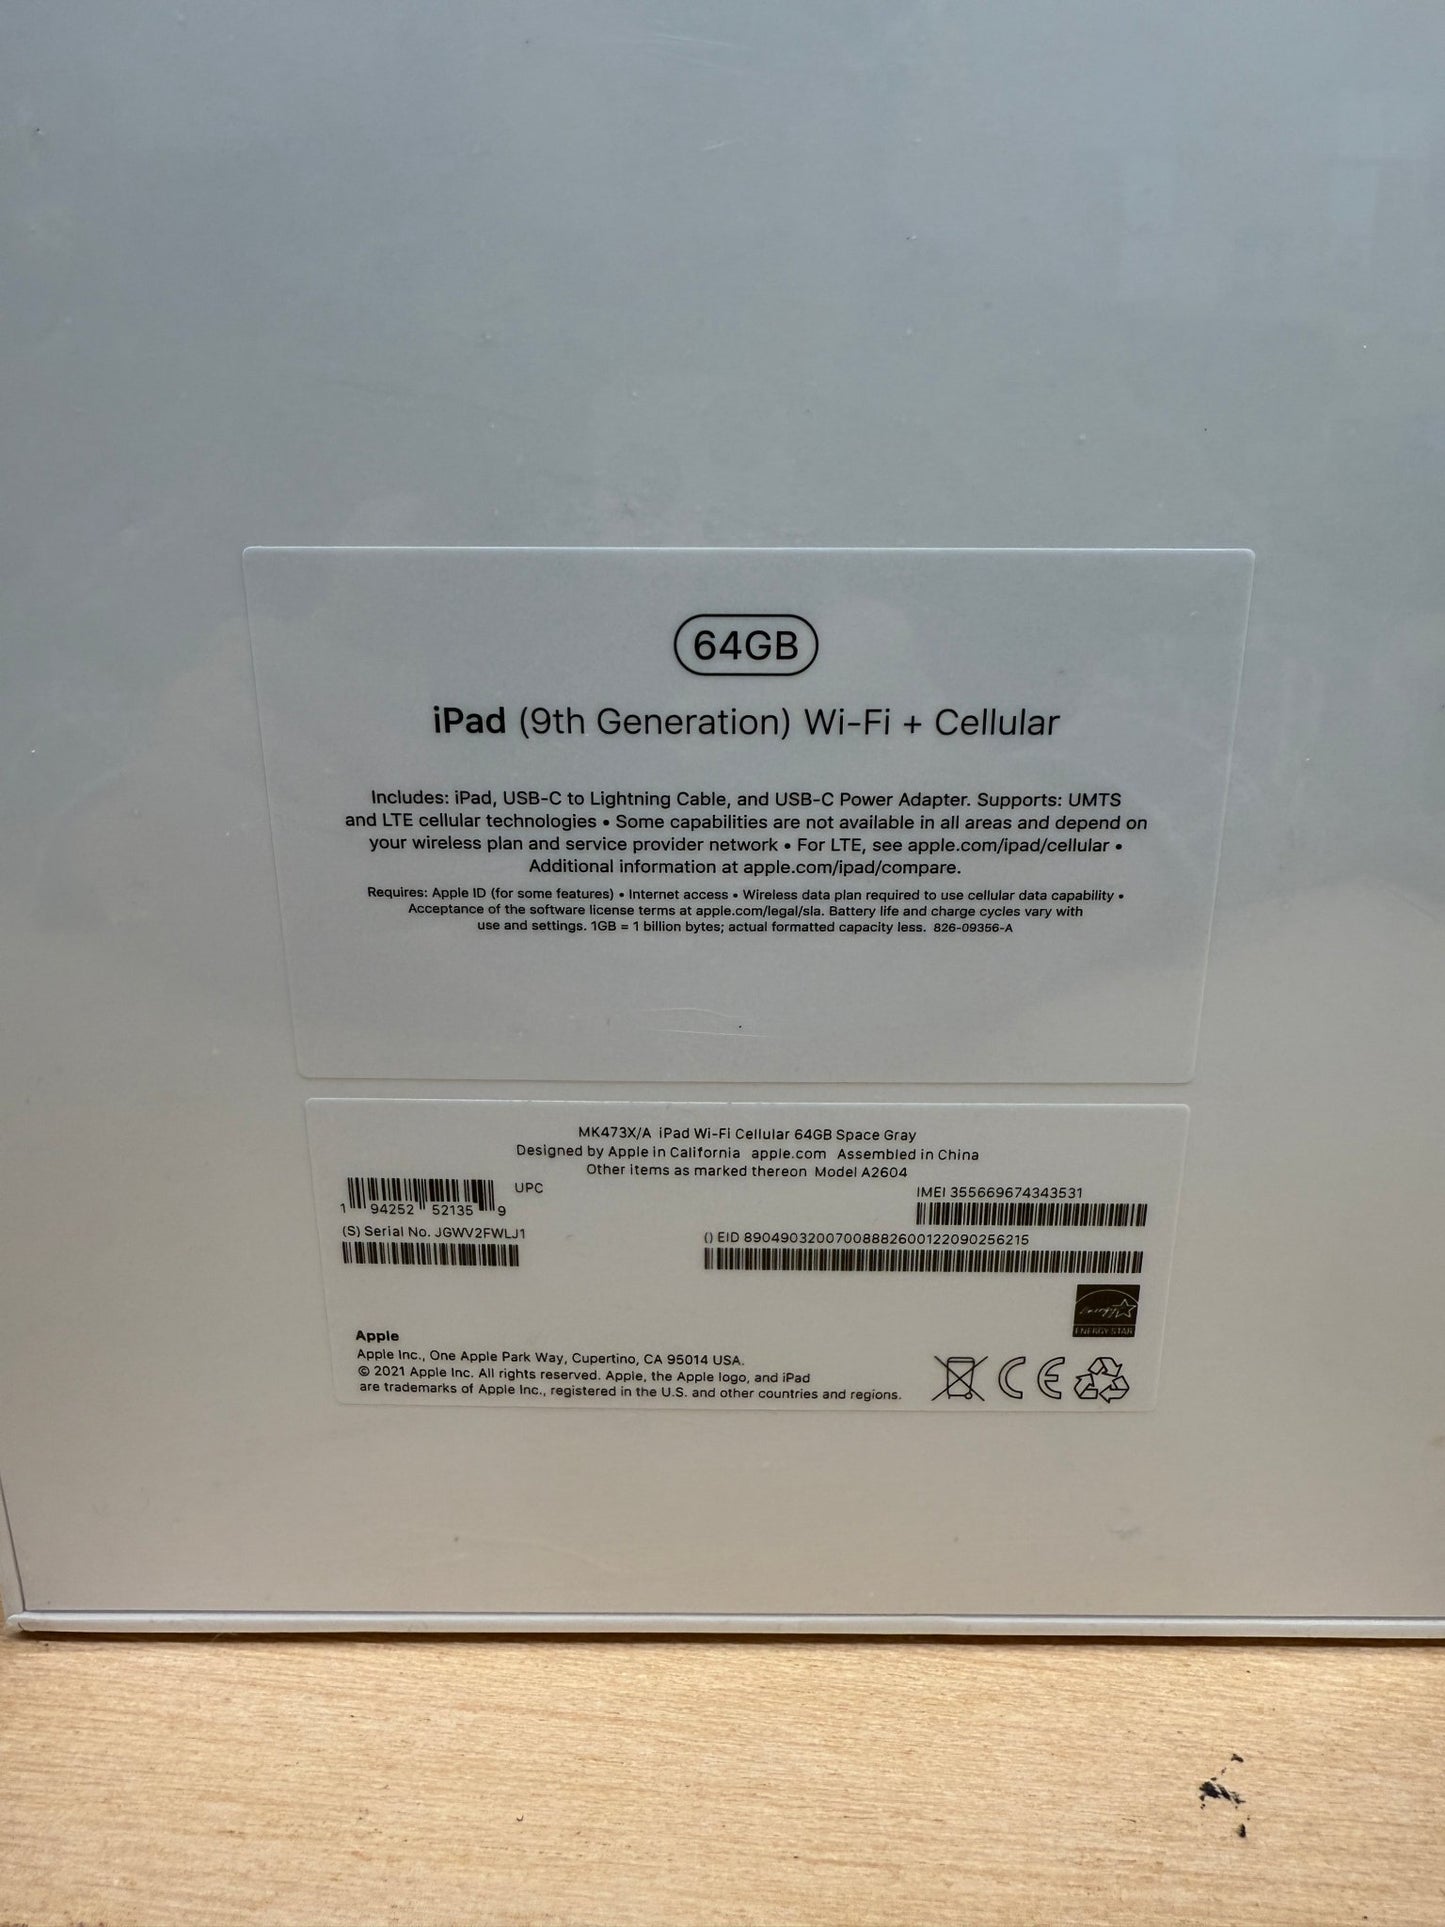 64GB
iPad (9th Generation) Wi-Fi + Cellular
Includes: iPad, USB-C to Lightning Cable, and USB-C Power Adapter. Supports: UMTS
and LTE cellular technologies • Some capabilities are not available in all areas and depend on
your wireless plan and service provider network • For LTE, see apple.com/ipad/cellular •
Additional information at apple.com/ipad/compare.
Requires: Apple ID (for some features) • Internet access • Wireless data plan required to use cellular data capability •
Acceptance of the software license terms at apple.com/legal/sla. Battery life and charge cycles vary with
use and settings. 1GB = 1 billion bytes; actual formatted capacity less. 826-09356-A
MK473X/A iPad Wi-Fi Cellular 64GB Space Gray
Designed by Apple in California apple.com Assembled in China
Other items as marked thereon Model A2604
UPC
1 94252 52135 9
IMEI 355669674343531
(S) Serial No. JGWV2FWLJ1
() EID 89049032007008882600122090256215
energy
ENERGY STAR
Apple
Apple Inc., One Apple Park Way, Cupertino, CA 95014 USA.
© 2021 Apple Inc. All rights reserved. Apple, the Apple logo, and iPad
are trademarks of Apple Inc., registered in the U.S. and other countries and regions.
CE